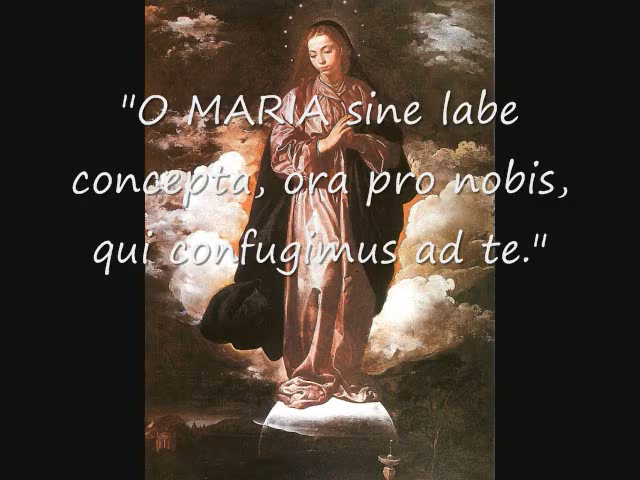 "O MARIA sine labe
concepta, ora pro nobis,
qui confugimus ad te."